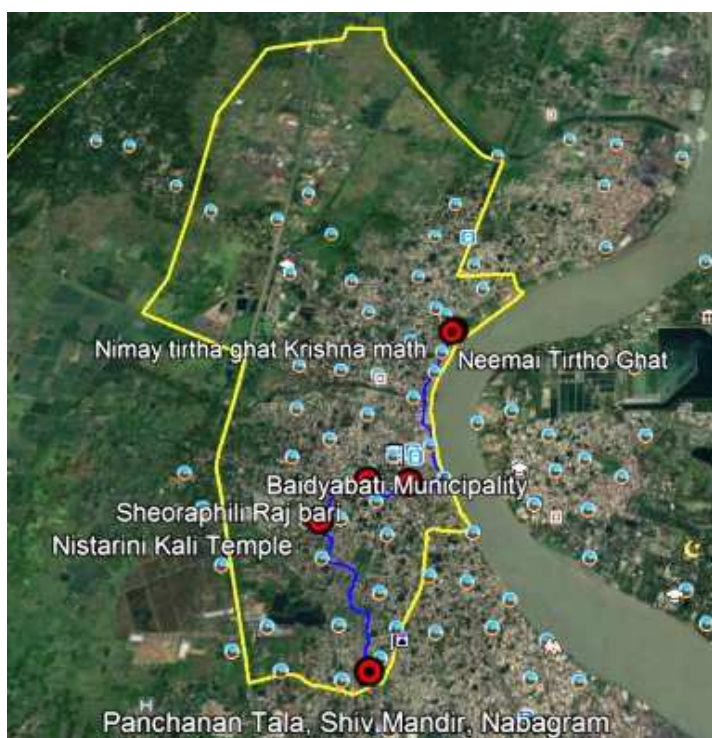 Nimay tirtha ghat Krishna math
Neemai Tirtho Ghat
Baidyabati Municipality
Sheoraphili Raj bari
Nistarini Kali Temple
Panchanan Tala, Shiv Mandir, Nabagram
H